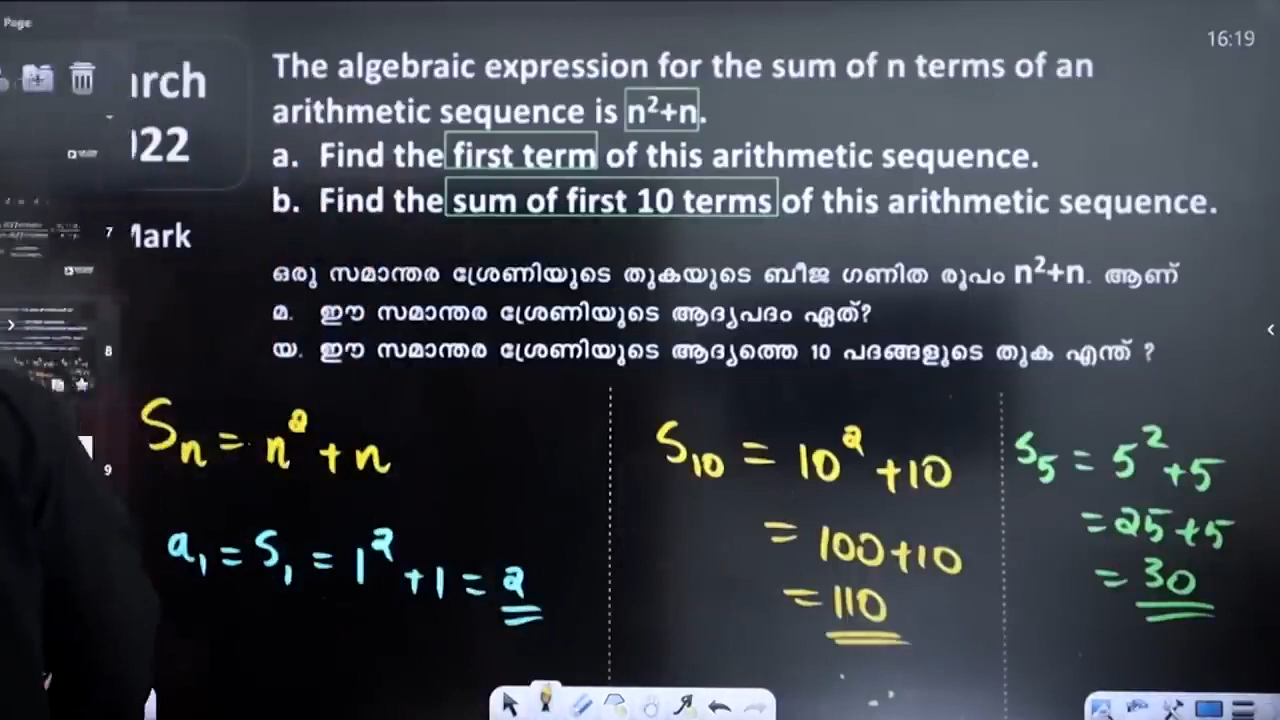 Page
16:19
The algebraic expression for the sum of n terms of an
arithmetic sequence is n²+n.
a. Find the first term of this arithmetic sequence.
b. Find the sum of first 10 terms of this arithmetic sequence.
022
7
ഒരു സമാന്തര ശ്രേണിയുടെ തുകയുടെ ബീജ ഗണിത രൂപം n²+n. ആണ്
മ. ഈ സമാന്തര ശ്രേണിയുടെ ആദ്യപദം ഏത്?
യ. ഈ സമാന്തര ശ്രേണിയുടെ ആദ്യത്തെ 10 പദങ്ങളുടെ തുക എന്ത് ?
8
9
Sₙ = n² + n
a₁ = S₁ = 1² + 1 = 2
S₁₀ = 10² + 10
= 100 + 10
= 110
S₅ = 5² + 5
= 25 + 5
= 30